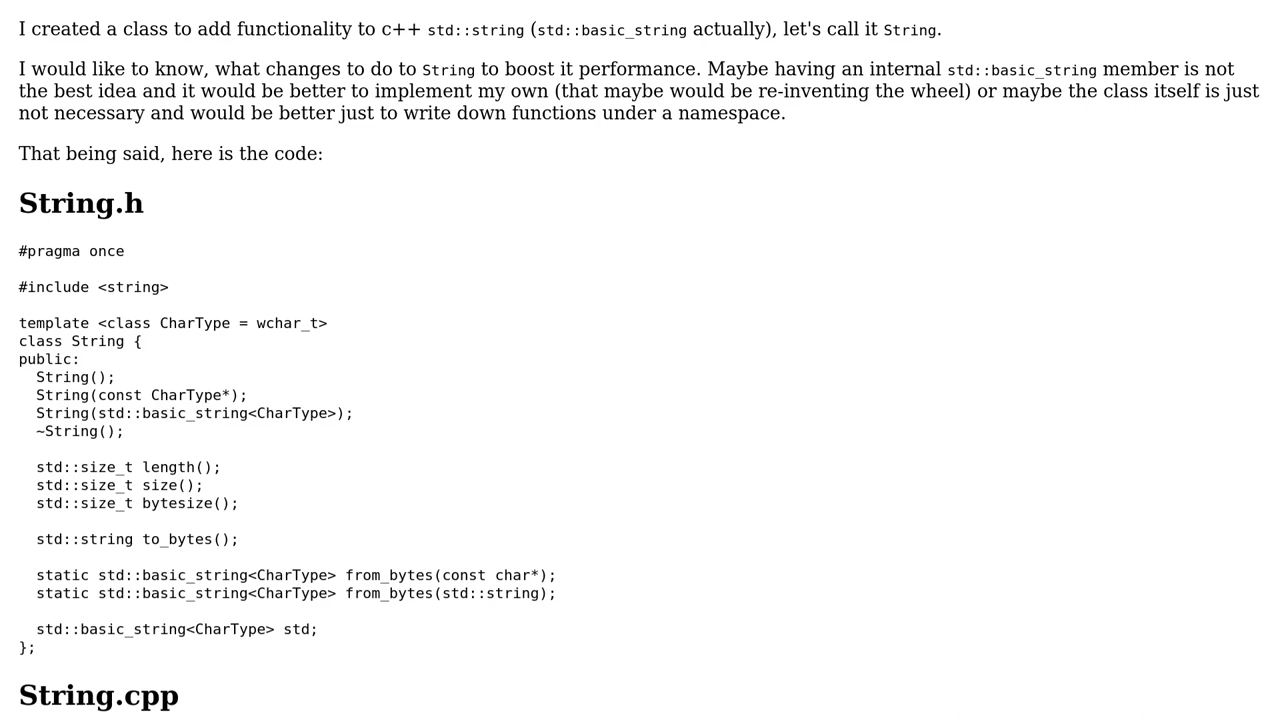 I created a class to add functionality to c++ std::string (std::basic_string actually), let's call it String.
I would like to know, what changes to do to String to boost it performance. Maybe having an internal std::basic_string member is not
the best idea and it would be better to implement my own (that maybe would be re-inventing the wheel) or maybe the class itself is just
not necessary and would be better just to write down functions under a namespace.
That being said, here is the code:
String.h
#pragma once
#include <string>
template <class CharType = wchar_t>
class String {
public:
  String();
  String(const CharType*);
  String(std::basic_string<CharType>);
  ~String();
  std::size_t length();
  std::size_t size();
  std::size_t bytesize();
  std::string to_bytes();
  static std::basic_string<CharType> from_bytes(const char*);
  static std::basic_string<CharType> from_bytes(std::string);
  std::basic_string<CharType> std;
};
String.cpp